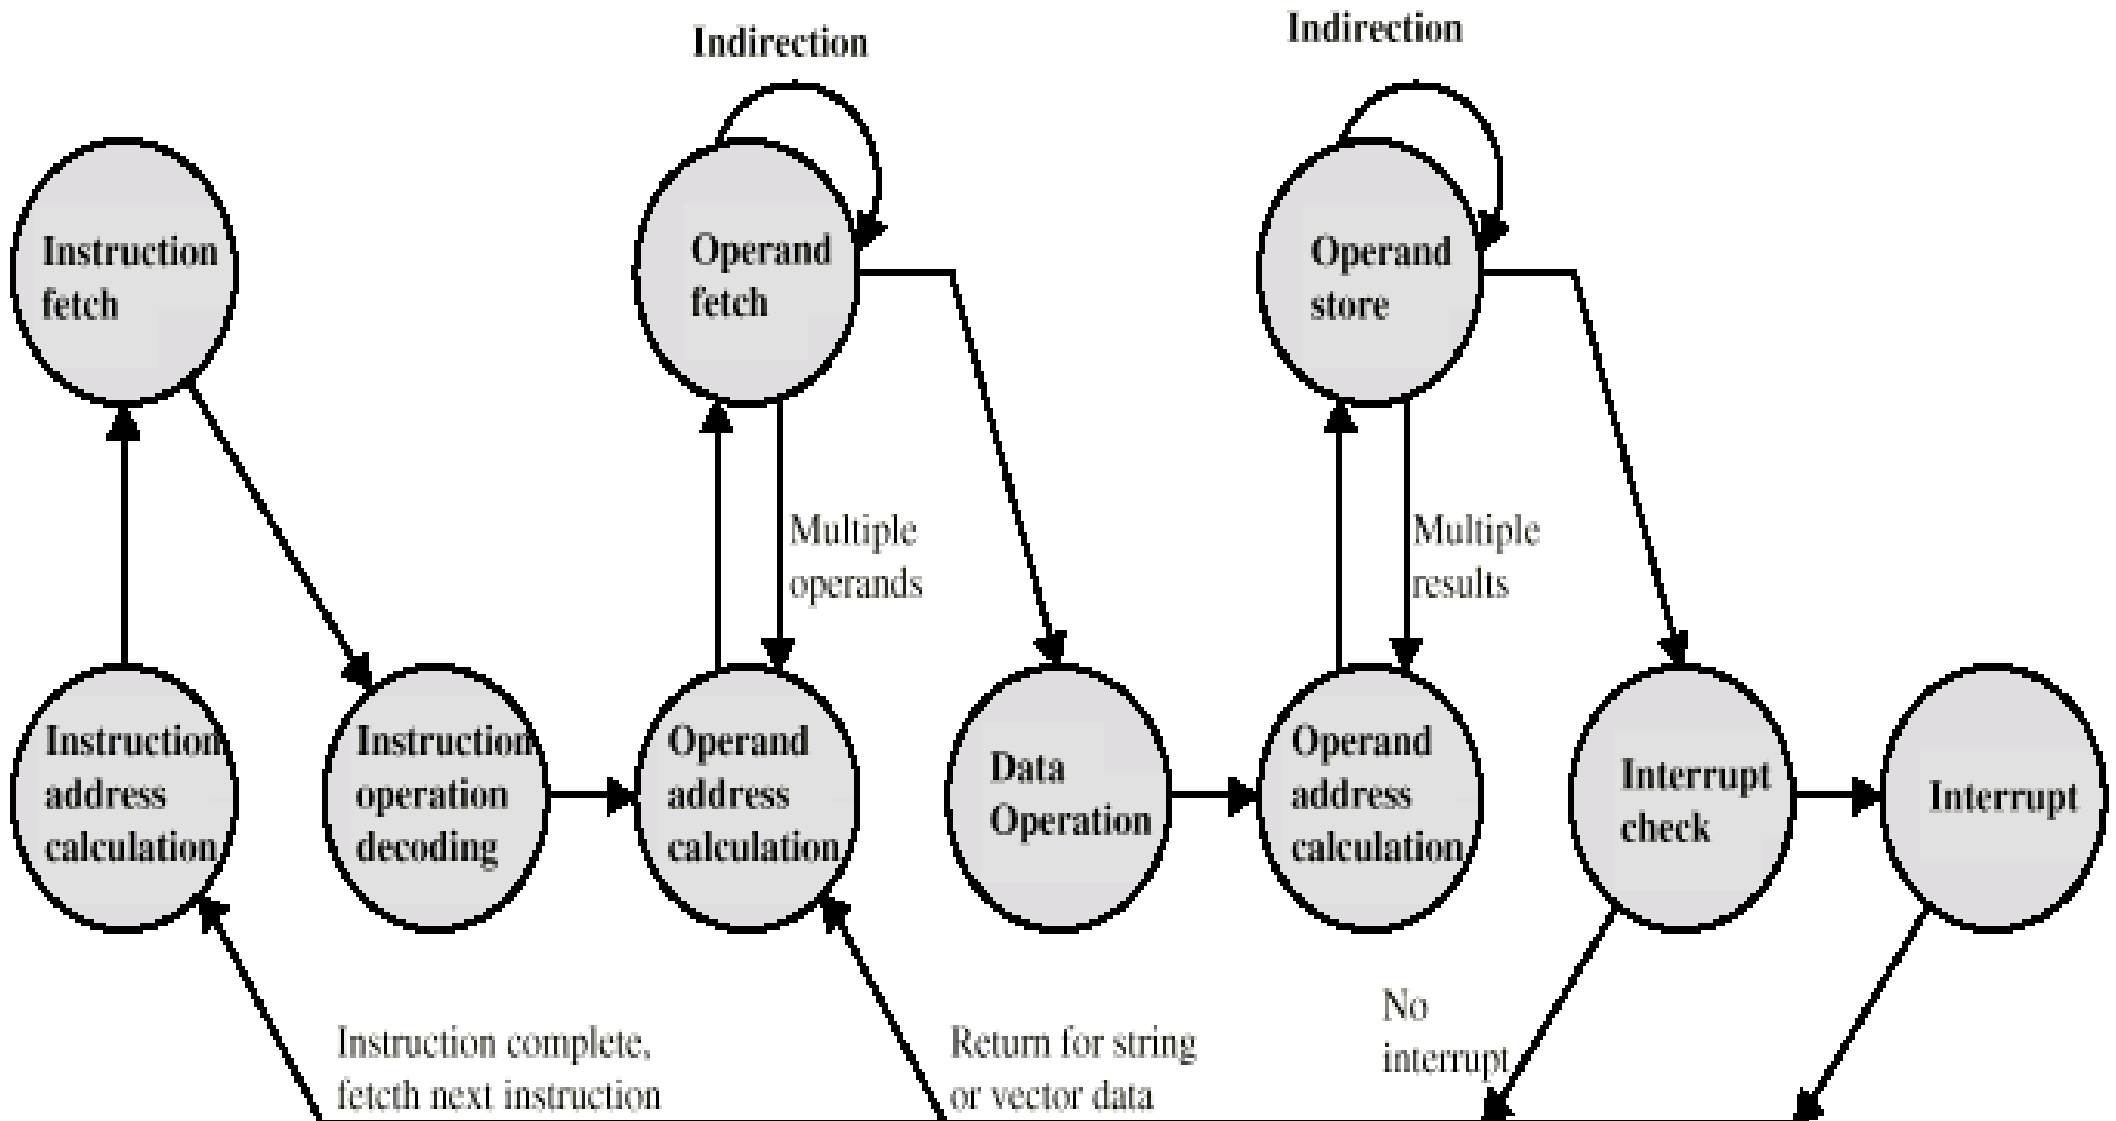 Indirection
Indirection
Instruction
fetch
Operand
fetch
Operand
store
Multiple
operands
Multiple
results
Instruction
address
calculation
Instruction
operation
decoding
Operand
address
calculation
Data
Operation
Operand
address
calculation
Interrupt
check
Interrupt
Instruction complete,
fetcth next instruction
Return for string
or vector data
No
interrupt